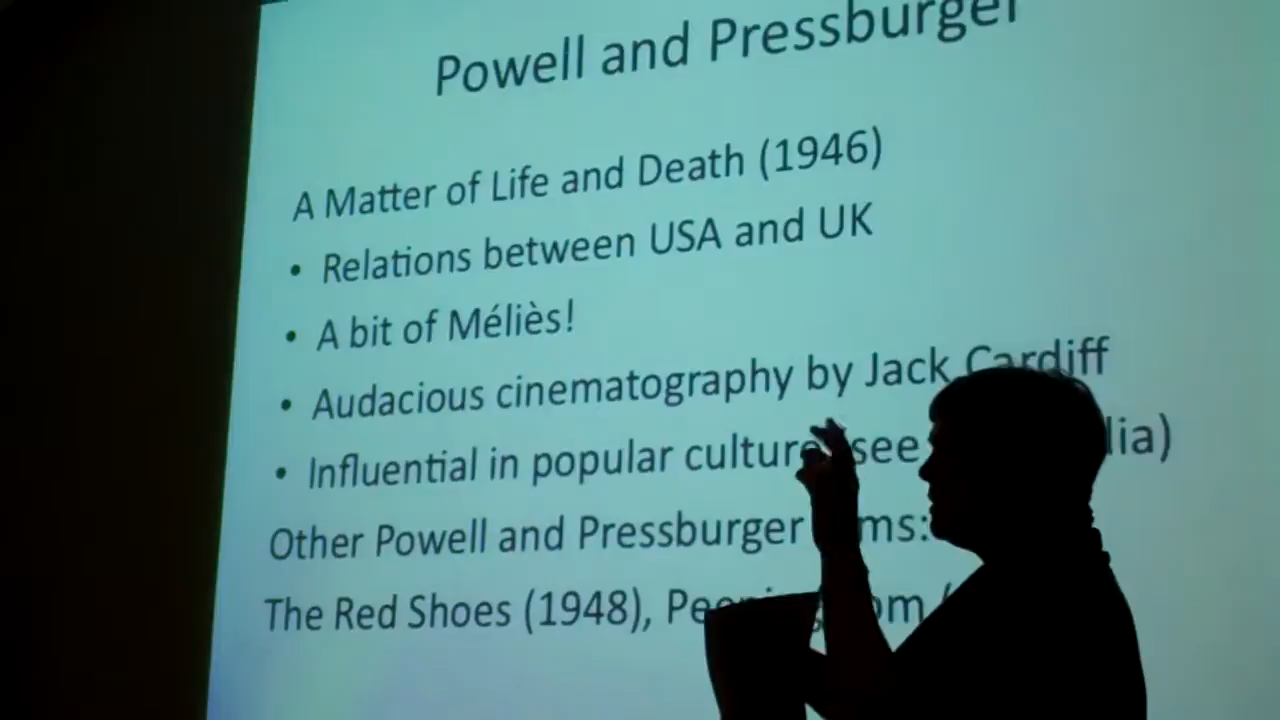 Powell and Pressburger
A Matter of Life and Death (1946)
• Relations between USA and UK
• A bit of Méliès!
• Audacious cinematography by Jack Cardiff
• Influential in popular culture (see
Other Powell and Pressburger
The Red Shoes (1948),